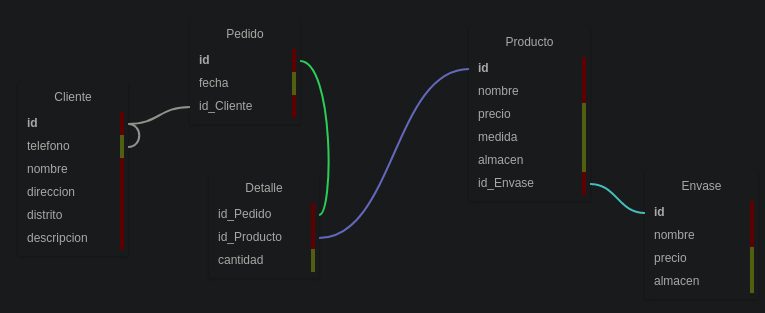 Cliente
id
telefono
nombre
direccion
distrito
descripcion
Pedido
id
fecha
id_Cliente
Detalle
id_Pedido
id_Producto
cantidad
Producto
id
nombre
precio
medida
almacen
id_Envase
Envase
id
nombre
precio
almacen